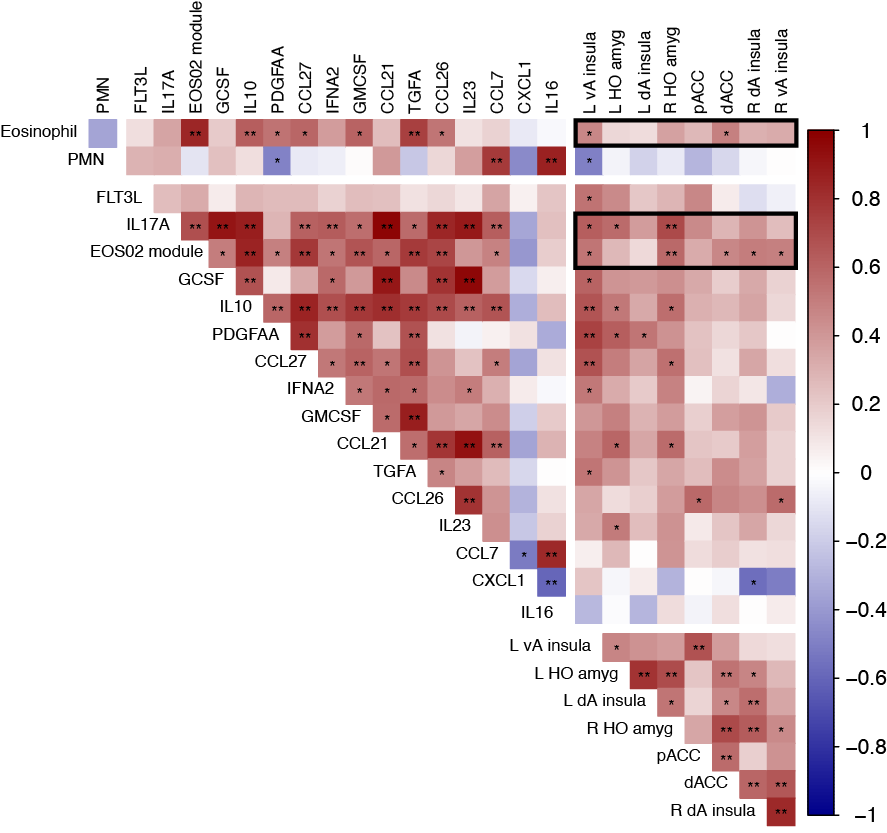 PMN
FLT3L
IL17A
EOS02 module
GCSF
IL10
PDGFAA
CCL27
IFNA2
GMCSF
CCL21
TGFA
CCL26
IL23
CCL7
CXCL1
IL16
L vA insula
L HO amyg
L dA insula
R HO amyg
pACC
dACC
R dA insula
R vA insula
Eosinophil ** ** * * * ** * * *
PMN * ** ** *
FLT3L *
IL17A ** ** ** ** ** * ** * ** ** ** * * **
EOS02 module * ** * ** * ** * ** ** * * ** * * *
GCSF ** * ** ** ** *
IL10 ** ** ** ** ** ** ** ** ** ** * *
PDGFAA ** * ** ** * *
CCL27 * ** * ** * ** *
IFNA2 * * * * *
GMCSF * **
CCL21 * ** ** ** * *
TGFA * *
CCL26 ** * *
IL23 *
CCL7 * **
CXCL1 ** *
IL16
L vA insula * **
L HO amyg ** ** ** *
L dA insula * * **
R HO amyg ** ** *
pACC **
dACC ** **
R dA insula **
1
0.8
0.6
0.4
0.2
0
−0.2
−0.4
−0.6
−0.8
−1